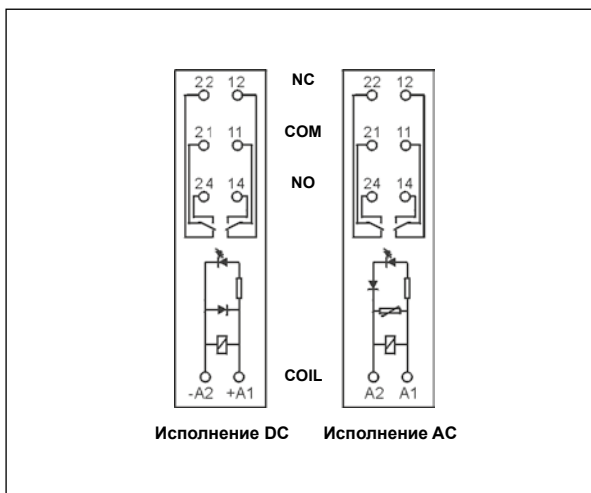 22 12 NC 22 12
21 11 COM 21 11
24 14 NO 24 14
-A2 +A1 COIL A2 A1
Исполнение DC Исполнение AC